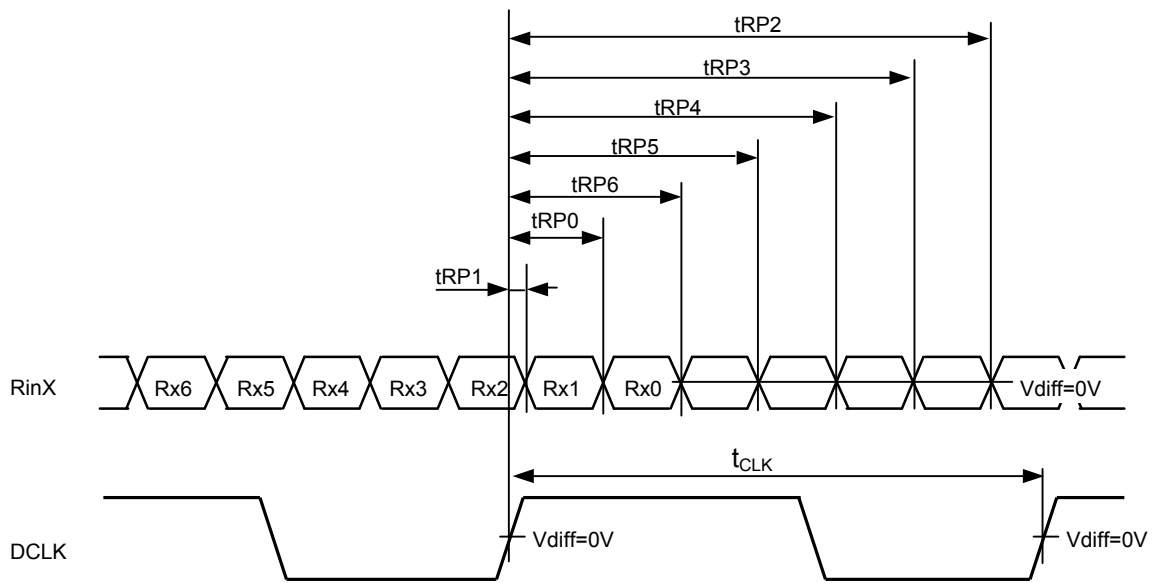 tRP2
tRP3
tRP4
tRP5
tRP6
tRP0
tRP1
RinX Rx6 Rx5 Rx4 Rx3 Rx2 Rx1 Rx0 Vdiff=0V
tCLK
DCLK Vdiff=0V Vdiff=0V